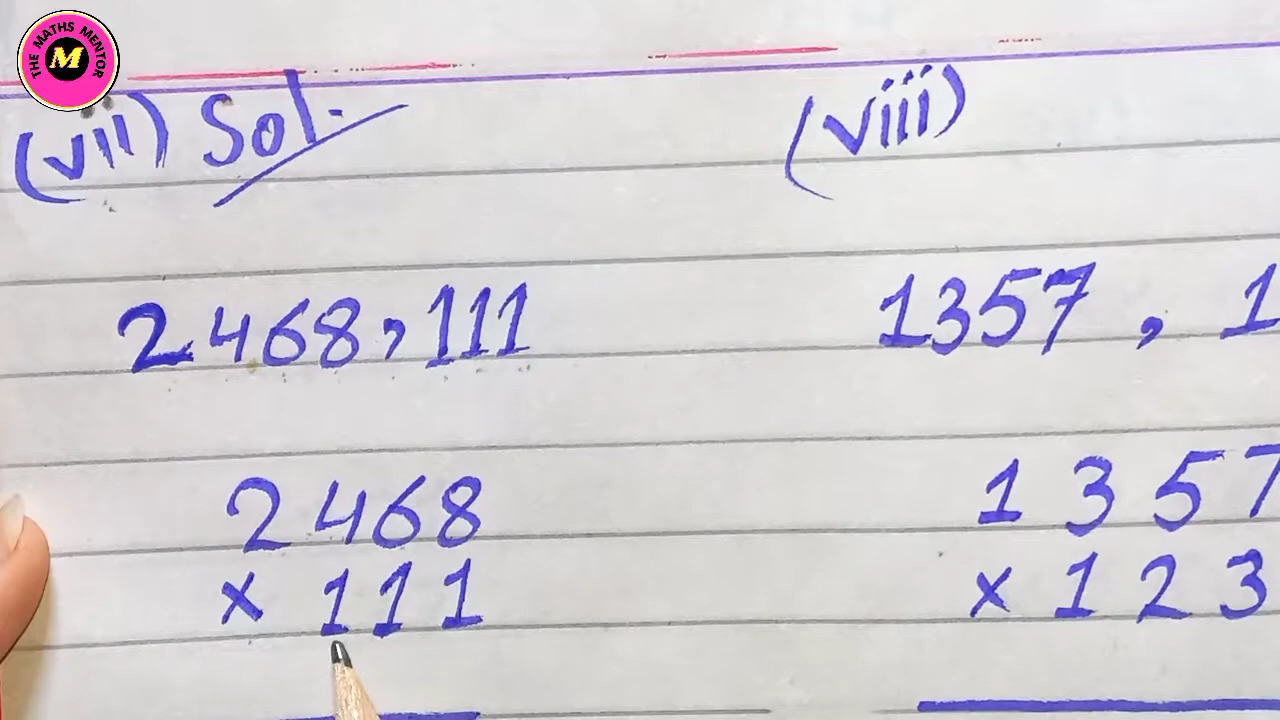 THE MATHS MENTOR
M
(vii) Sol. (viii)
2468, 111 1357, 1
2468 1357
× 111 × 123